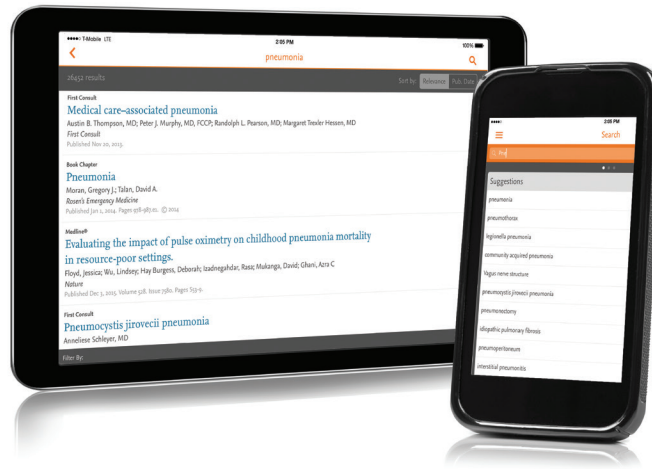 T-Mobile LTE
2:05 PM
100%
pneumonia
26452 results
Sort by: Relevance Pub. Date
First Consult
Medical care–associated pneumonia
Austin B. Thompson, MD; Peter J. Murphy, MD, FCCP; Randolph L. Pearson, MD; Margaret Trexler Hessen, MD
First Consult
Published Nov 20, 2013.
Book Chapter
Pneumonia
Moran, Gregory J.; Talan, David A.
Rosen's Emergency Medicine
Published Jan 1, 2014. Pages 978-987.e1. © 2014
Medline®
Evaluating the impact of pulse oximetry on childhood pneumonia mortality
in resource-poor settings.
Floyd, Jessica; Wu, Lindsey; Hay Burgess, Deborah; Izadnegahdar, Rasa; Mukanga, David; Ghani, Azra C
Nature
Published Dec 3, 2015. Volume 528. Issue 7580. Pages S53-9.
First Consult
Pneumocystis jirovecii pneumonia
Anneliese Schleyer, MD
Filter By:
2:05 PM
Search
Suggestions
pneumonia
pneumothorax
legionella pneumonia
community acquired pneumonia
Vagus nerve structure
pneumocystis jirovecii pneumonia
pneumonectomy
idiopathic pulmonary fibrosis
pneumoperitoneum
interstitial pneumonitis